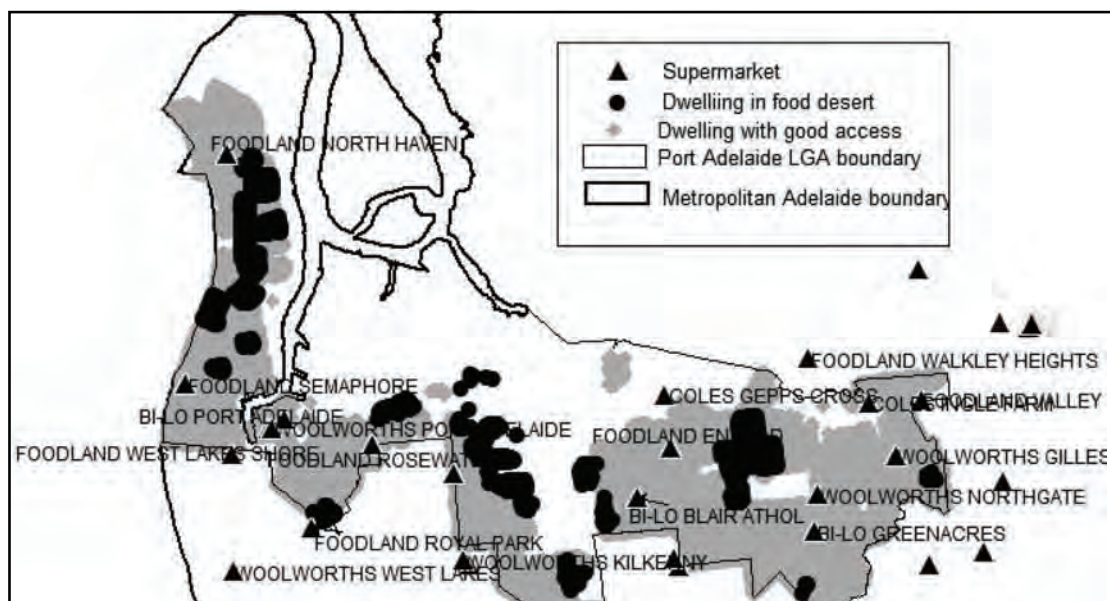 Supermarket
Dwelliing in food desert
Dwelling with good access
Port Adelaide LGA boundary
Metropolitan Adelaide boundary
FOODLAND NORTH HAVEN
FOODLAND WALKLEY HEIGHTS
FOODLAND SEMAPHORE
COLES GEPPS CROSS
COLES INGLE FARM
FOODLAND VALLEY
BI-LO PORT ADELAIDE
WOOLWORTHS PO
ELAIDE
FOODLAND
FOODLAND WEST LAKES SHORE
WOOLWORTHS GILLES
WOOLWORTHS NORTHGATE
BI-LO BLAIR ATHOL
BI-LO GREENACRES
FOODLAND ROYAL PARK
WOOLWORTHS KILKENNY
WOOLWORTHS WEST LAKES